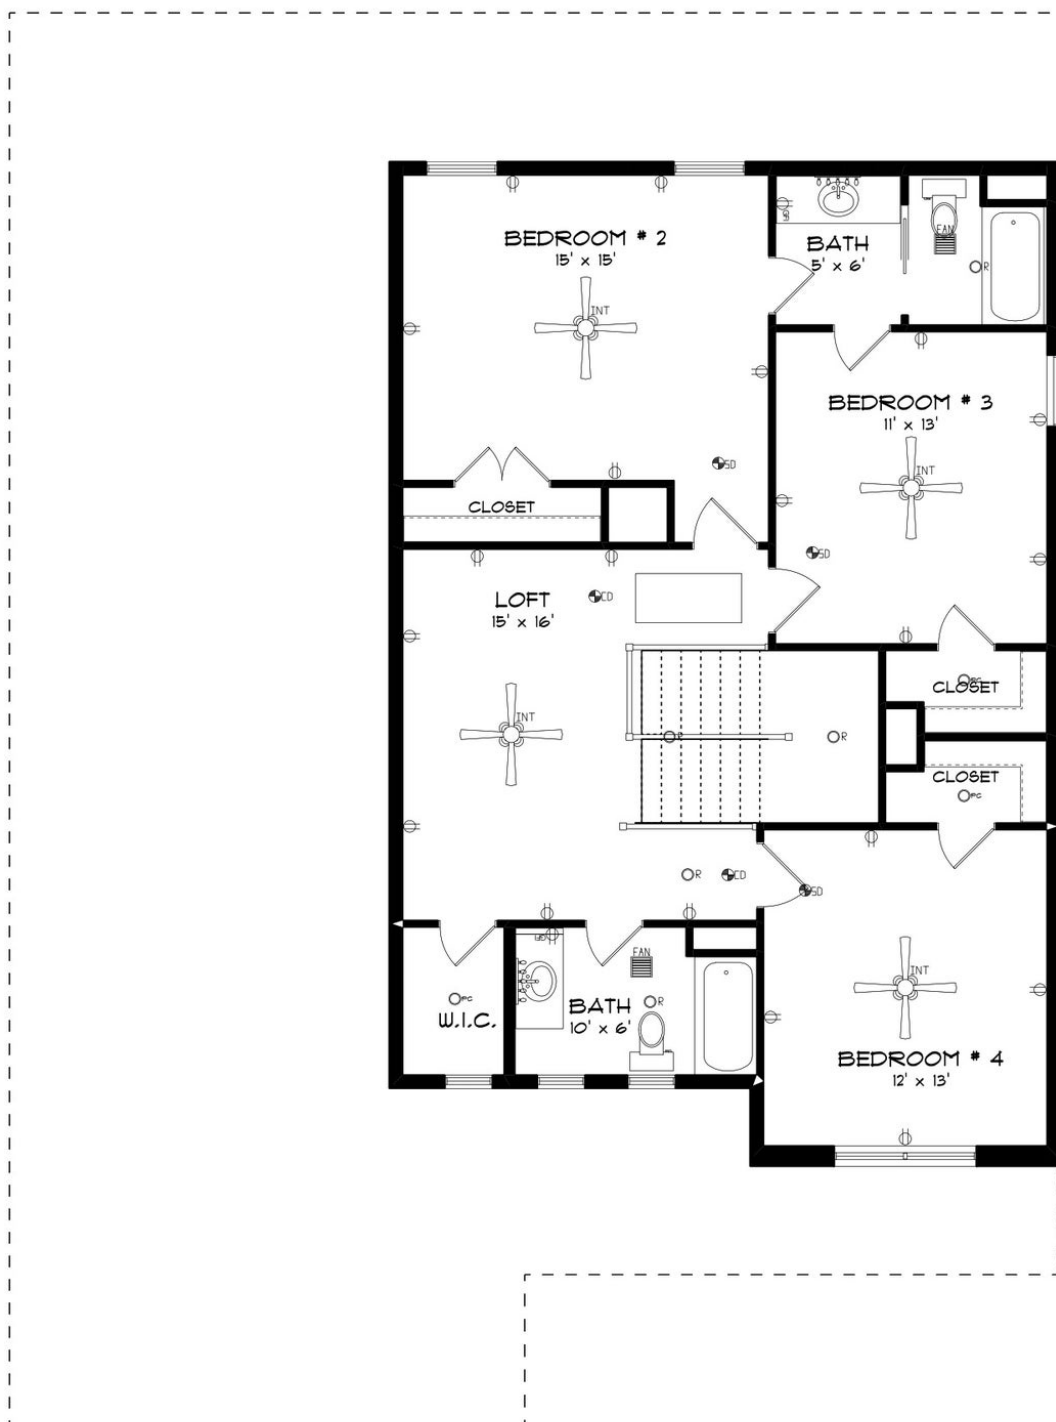 BEDROOM # 2
15' x 15'
INT
BATH
5' x 6'
FAN
R
BEDROOM # 3
11' x 13'
INT
SD
CLOSET
SD
LOFT
15' x 16'
CD
INT
R
R
PC
CLOSET
CLOSET
PC
R
CD
SD
FAN
BATH
10' x 6'
R
PC
W.I.C.
INT
BEDROOM # 4
12' x 13'